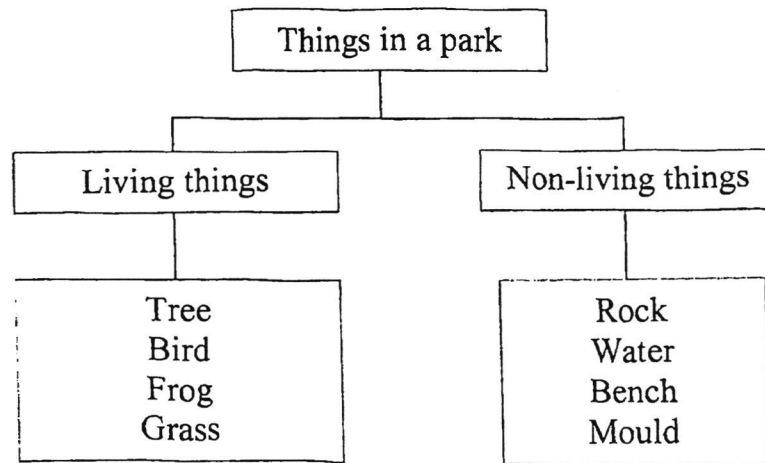 Things in a park
Living things
Non-living things
Tree
Bird
Frog
Grass
Rock
Water
Bench
Mould